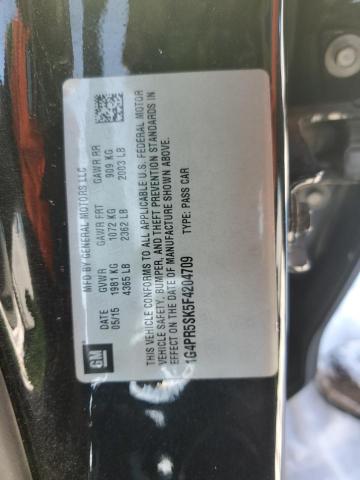 GM
MFD BY GENERAL MOTORS LLC
DATE GVWR GAWR FRT GAWR RR
05/15 1981 KG 1072 KG 909 KG
4365 LB 2362 LB 2003 LB
THIS VEHICLE CONFORMS TO ALL APPLICABLE U.S. FEDERAL MOTOR
VEHICLE SAFETY, BUMPER, AND THEFT PREVENTION STANDARDS IN
EFFECT ON THE DATE OF MANUFACTURE SHOWN ABOVE.
1G4PR5SK5F4204709 TYPE: PASS CAR